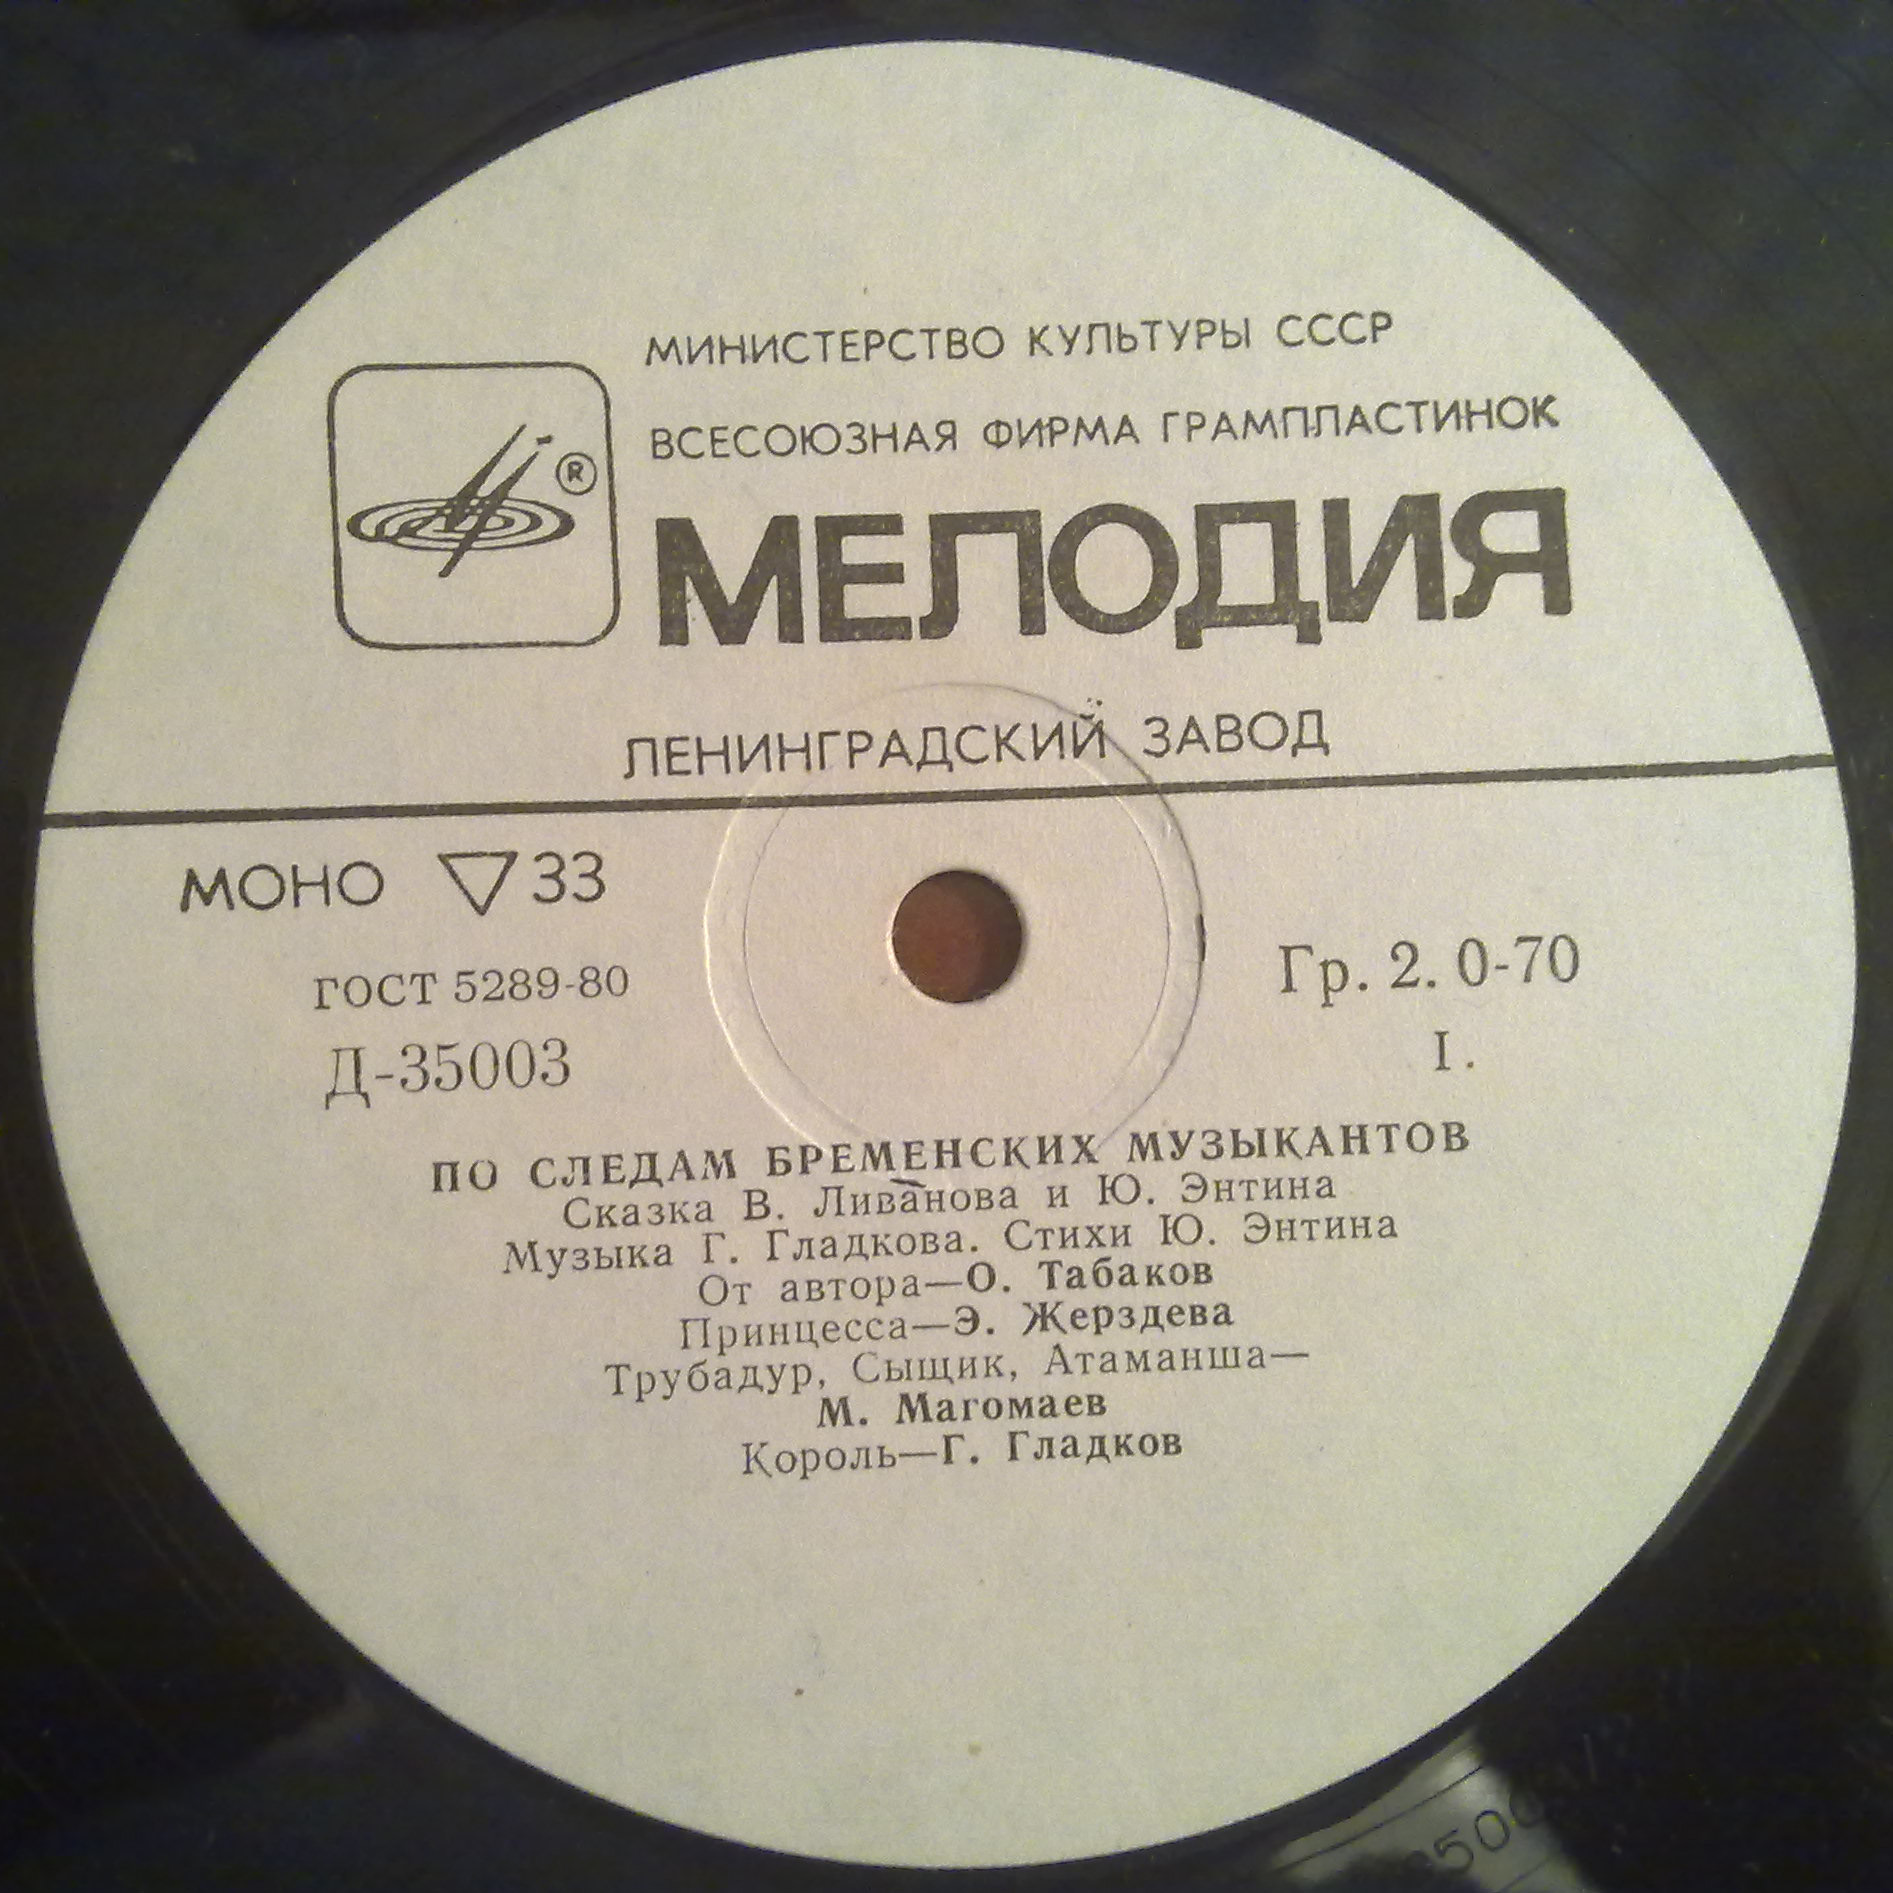 МИНИСТЕРСТВО КУЛЬТУРЫ СССР
ВСЕСОЮЗНАЯ ФИРМА ГРАМПЛАСТИНОК
®
МЕЛОДИЯ
ЛЕНИНГРАДСКИЙ ЗАВОД
МОНО ▽33
ГОСТ 5289-80
Гр. 2. 0-70
Д-35003
I.
ПО СЛЕДАМ БРЕМЕНСКИХ МУЗЫКАНТОВ
Сказка В. Ливанова и Ю. Энтина
Музыка Г. Гладкова. Стихи Ю. Энтина
От автора—О. Табаков
Принцесса—Э. Жерздева
Трубадур, Сыщик, Атаманша—
М. Магомаев
Король—Г. Гладков